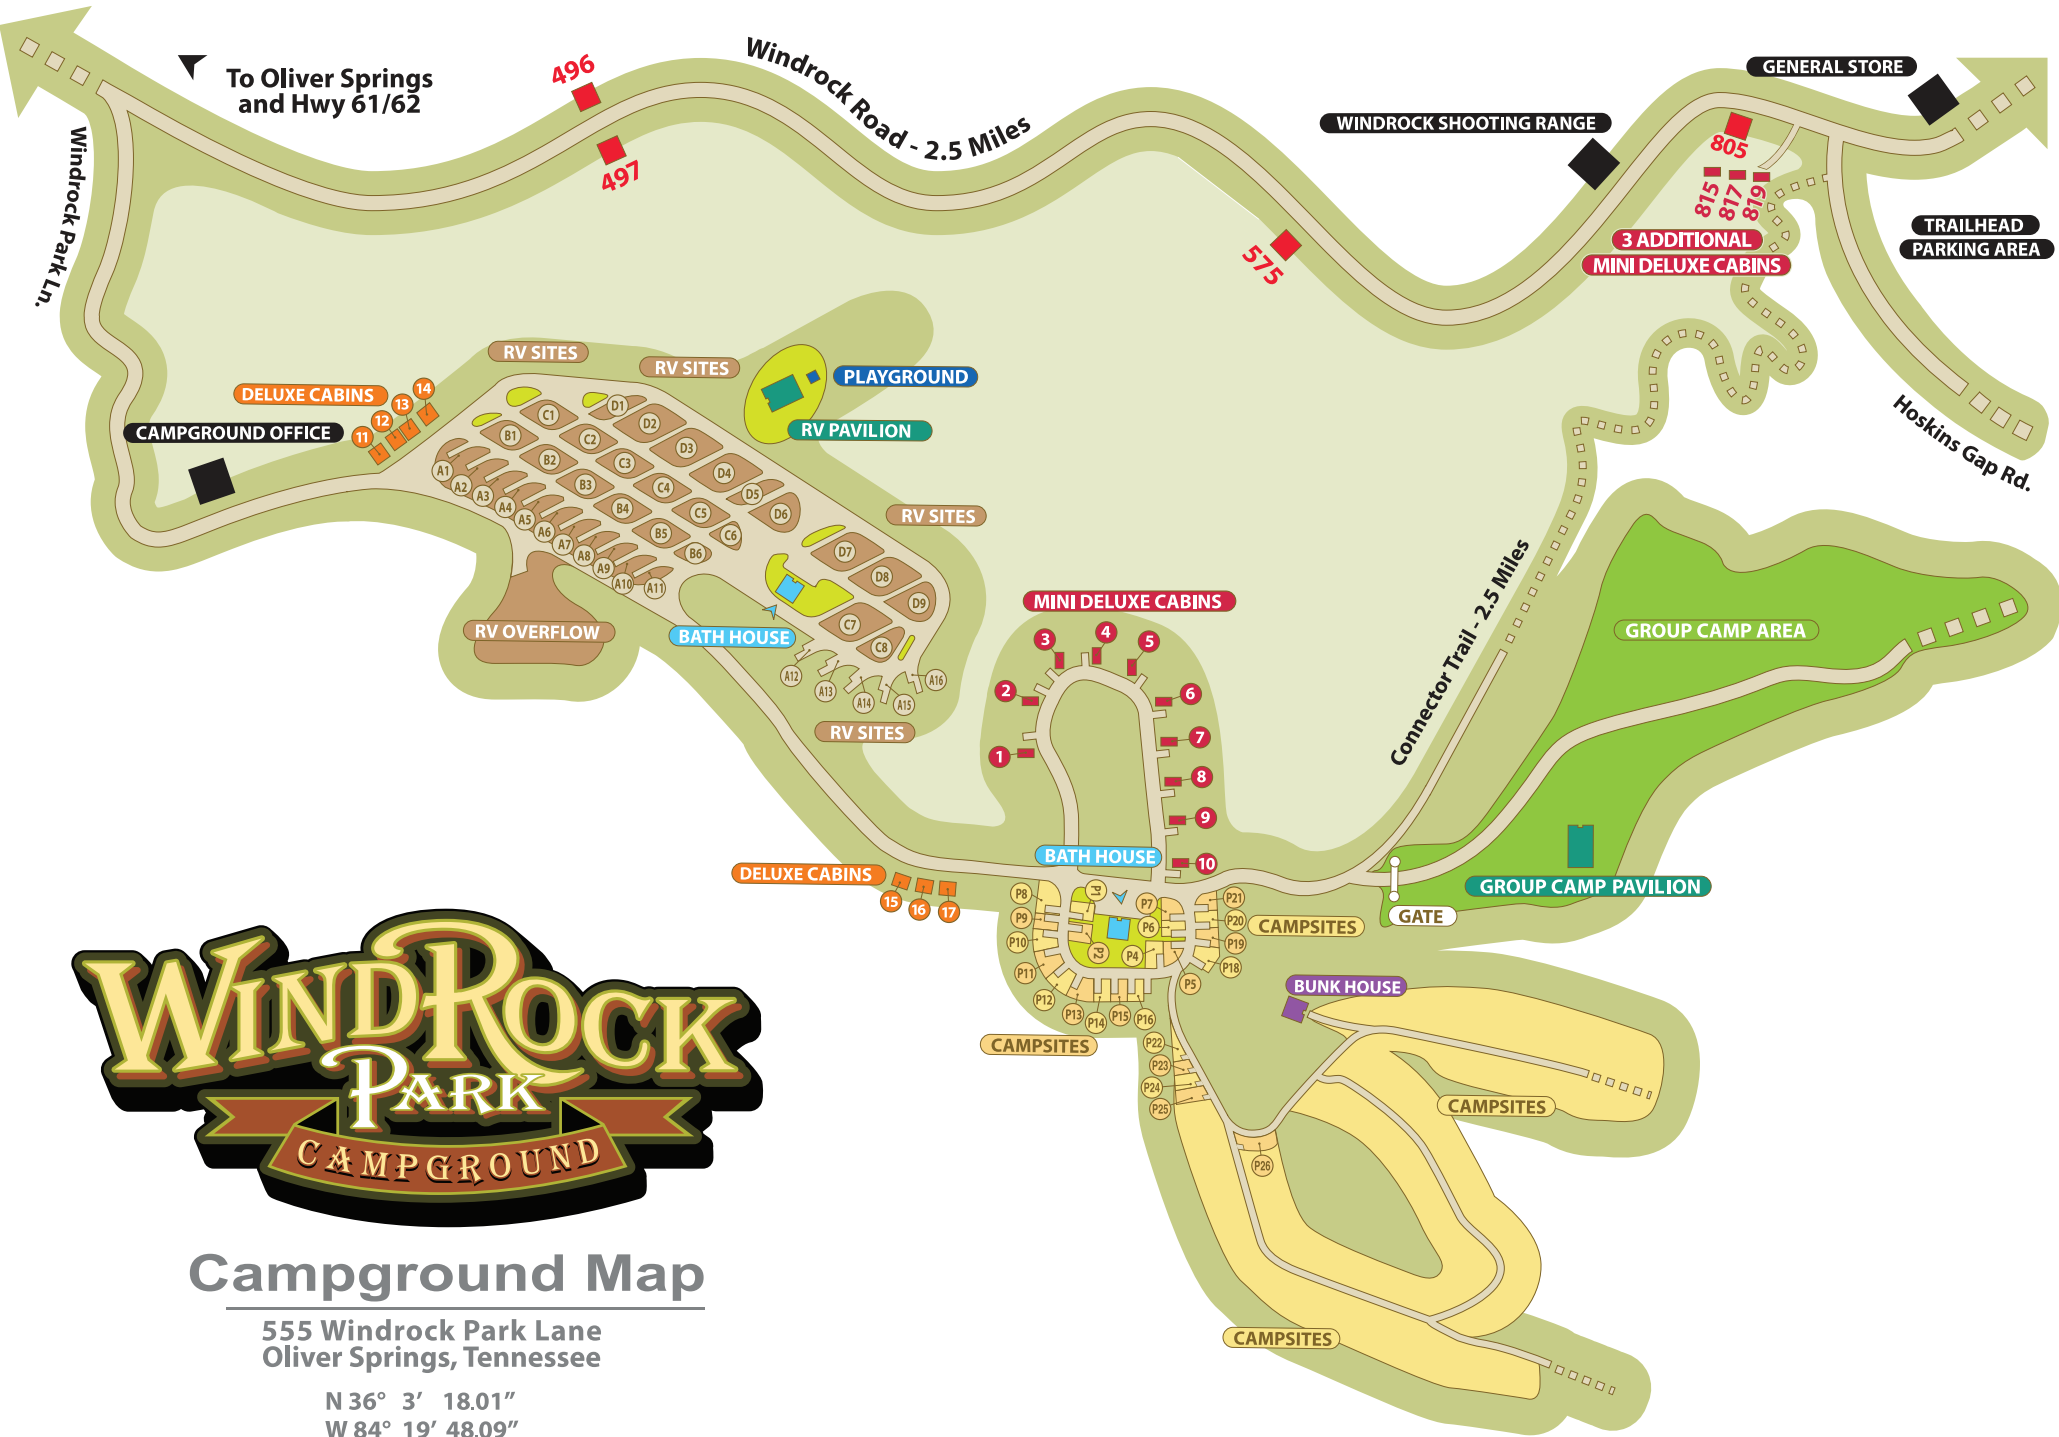 To Oliver Springs
and Hwy 61/62
496
497
Windrock Road - 2.5 Miles
575
WINDROCK SHOOTING RANGE
GENERAL STORE
805
815
817
819
3 ADDITIONAL
MINI DELUXE CABINS
TRAILHEAD
PARKING AREA
Hoskins Gap Rd.
Windrock Park Ln.
RV SITES
RV SITES
PLAYGROUND
RV PAVILION
DELUXE CABINS
11
12
13
14
CAMPGROUND OFFICE
C1
D1
D2
B1
C2
D3
B2
C3
D4
B3
C4
D5
B4
C5
D6
B5
C6
B6
D7
D8
D9
C7
C8
A1
A2
A3
A4
A5
A6
A7
A8
A9
A10
A11
A12
A13
A14
A15
A16
RV SITES
RV OVERFLOW
BATH HOUSE
RV SITES
MINI DELUXE CABINS
1
2
3
4
5
6
7
8
9
10
Connector Trail - 2.5 Miles
GROUP CAMP AREA
GROUP CAMP PAVILION
GATE
BATH HOUSE
DELUXE CABINS
15
16
17
P1
P2
P4
P5
P6
P7
P8
P9
P10
P11
P12
P13
P14
P15
P16
P18
P19
P20
P21
CAMPSITES
CAMPSITES
BUNK HOUSE
P22
P23
P24
P25
P26
CAMPSITES
CAMPSITES
WINDROCK
PARK
CAMPGROUND
Campground Map
555 Windrock Park Lane
Oliver Springs, Tennessee
N 36° 3′ 18.01″
W 84° 19′ 48.09″